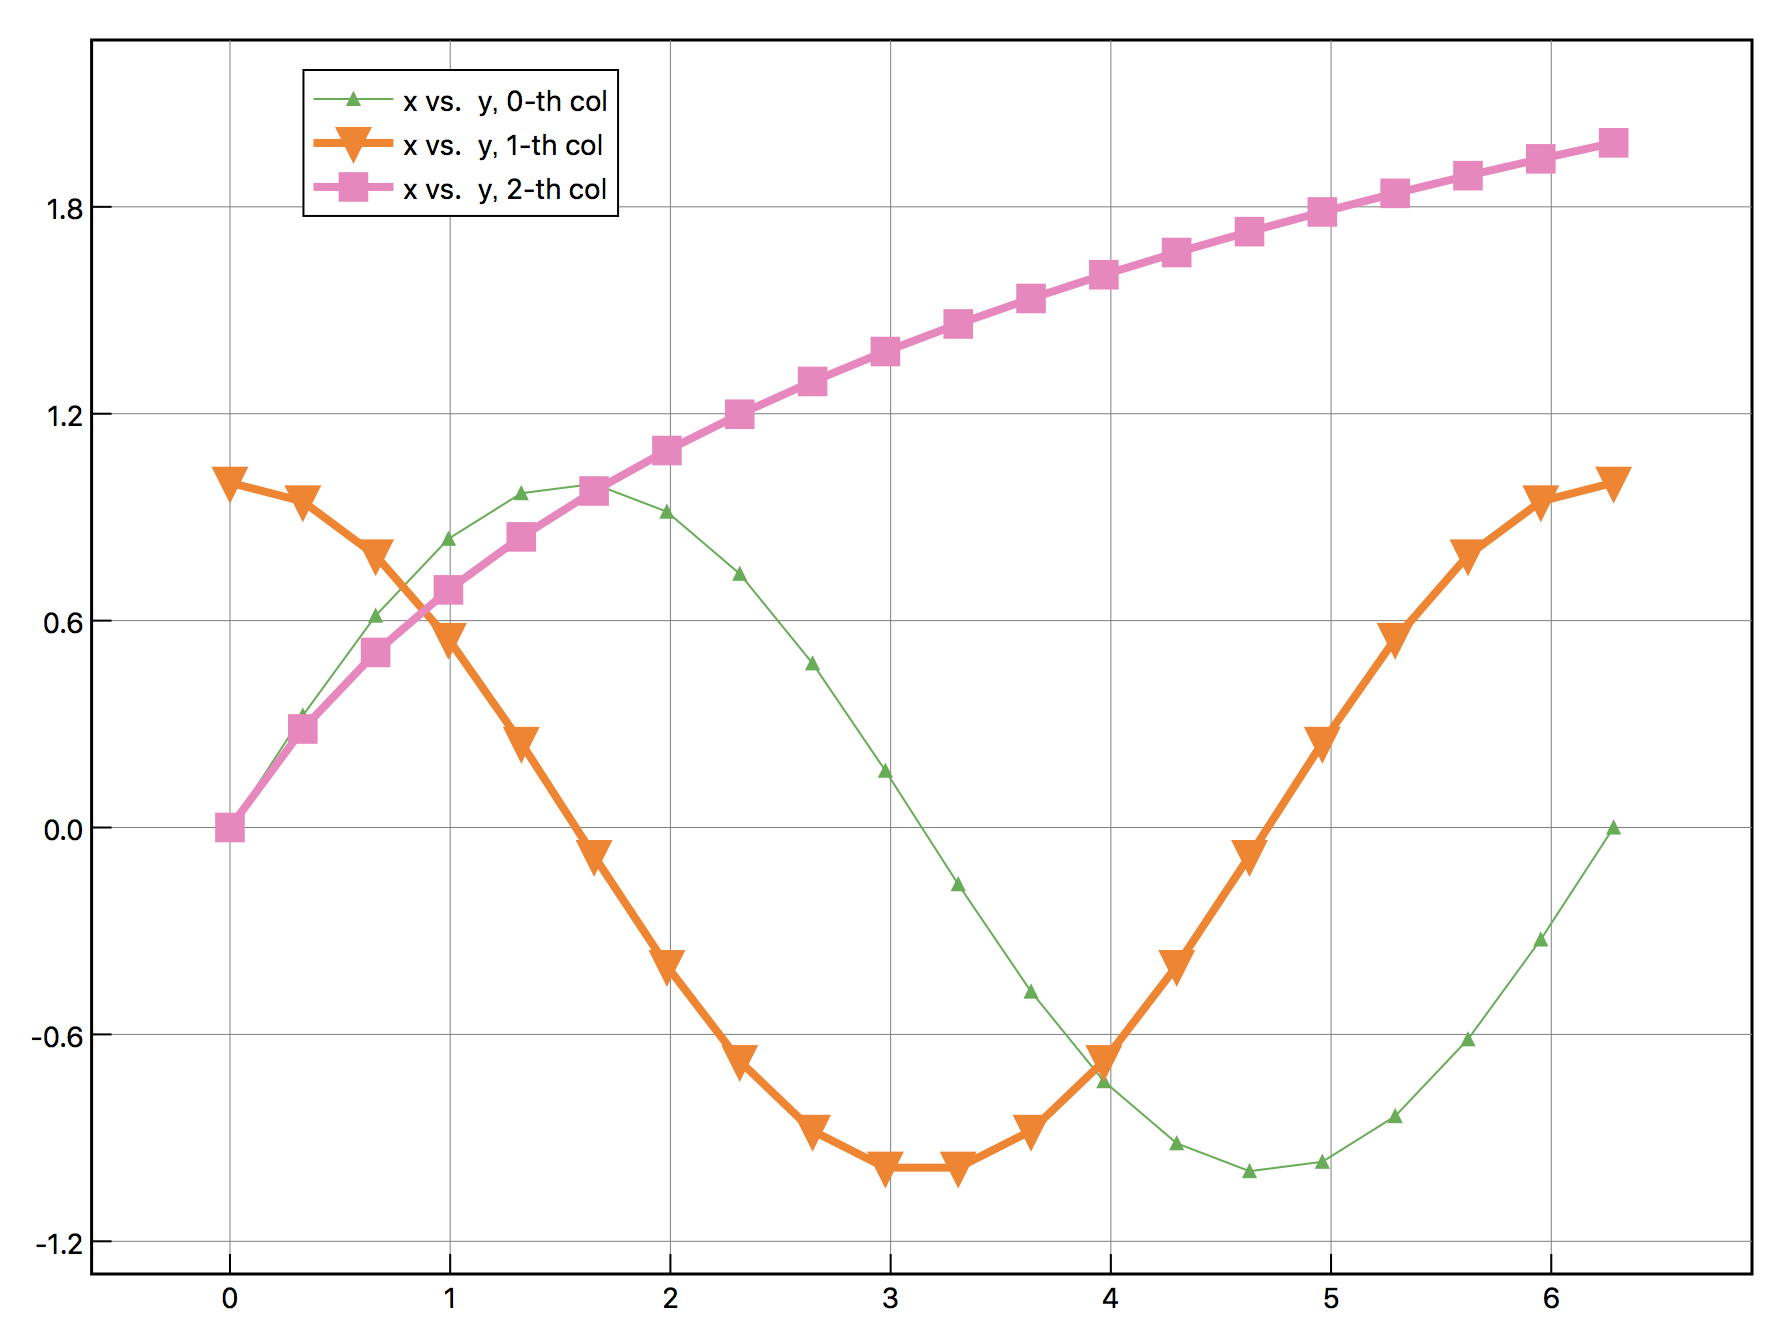 x vs.  y, 0-th col
x vs.  y, 1-th col
x vs.  y, 2-th col
1.8
1.2
0.6
0.0
-0.6
-1.2
0 1 2 3 4 5 6